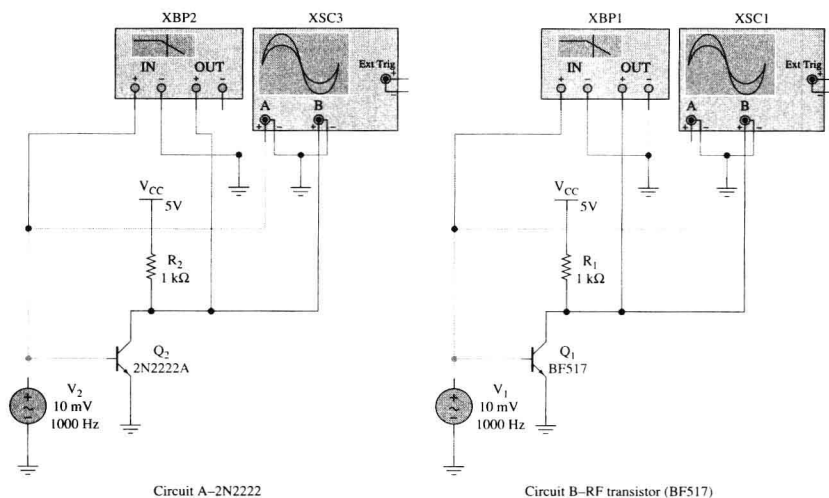 XBP2
XSC3
IN
OUT
+
−
+
−
A
B
Ext Trig
+
−
+
−
+
−
V_CC
5V
R_2
1 kΩ
Q_2
2N2222A
V_2
10 mV
1000 Hz
+
~
−
Circuit A–2N2222
XBP1
XSC1
IN
OUT
+
−
+
−
A
B
Ext Trig
+
−
+
−
+
−
V_CC
5V
R_1
1 kΩ
Q_1
BF517
V_1
10 mV
1000 Hz
+
~
−
Circuit B–RF transistor (BF517)